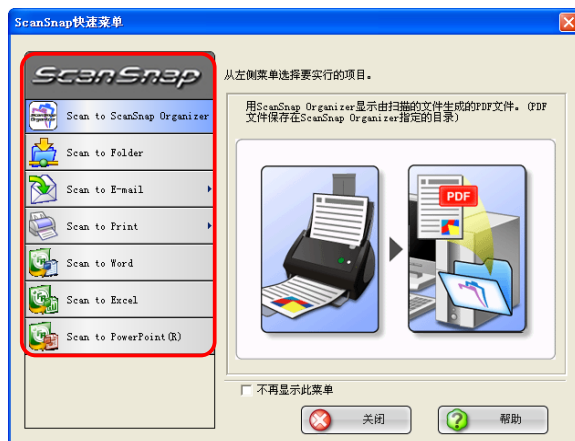 ScanSnap快速菜单
ScanSnap
从左侧菜单选择要实行的项目。
Scan to ScanSnap Organizer
Scan to Folder
Scan to E-mail
Scan to Print
Scan to Word
Scan to Excel
Scan to PowerPoint(R)
用ScanSnap Organizer显示由扫描的文件生成的PDF文件。(PDF
文件保存在ScanSnap Organizer指定的目录)
PDF
不再显示此菜单
关闭
帮助